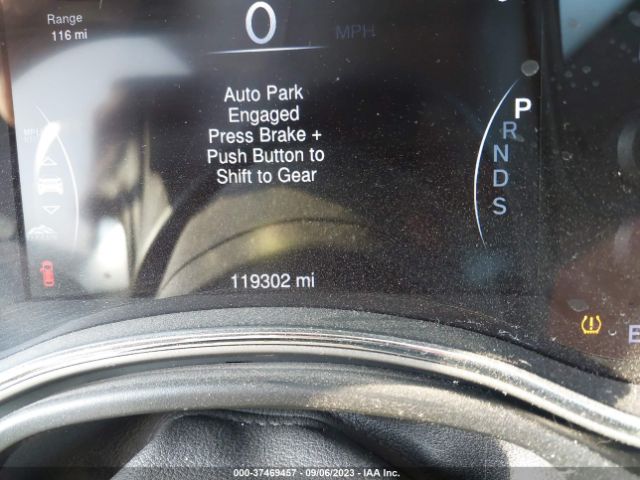 Range
116 mi
0 MPH
Auto Park
Engaged
Press Brake +
Push Button to
Shift to Gear
P
R
N
D
S
119302 mi
E
000-37469457 - 09/06/2023 - IAA Inc.